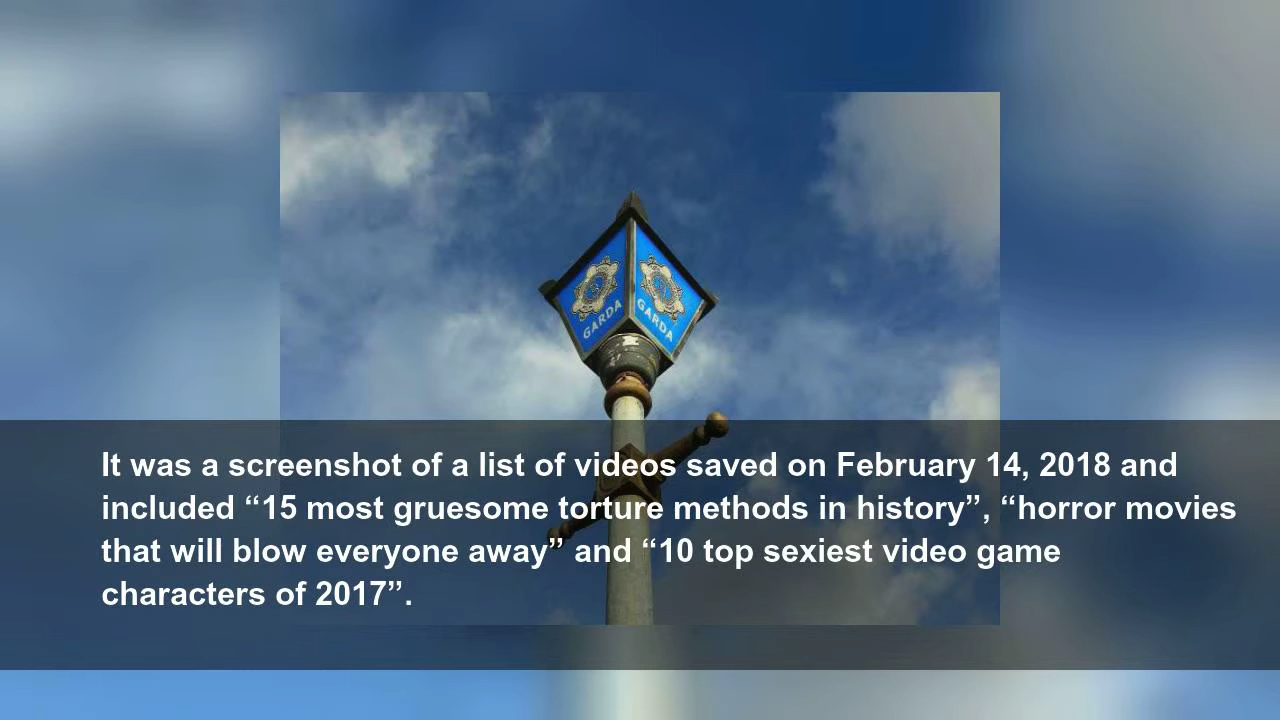 GARDA GARDA
It was a screenshot of a list of videos saved on February 14, 2018 and
included “15 most gruesome torture methods in history”, “horror movies
that will blow everyone away” and “10 top sexiest video game
characters of 2017”.